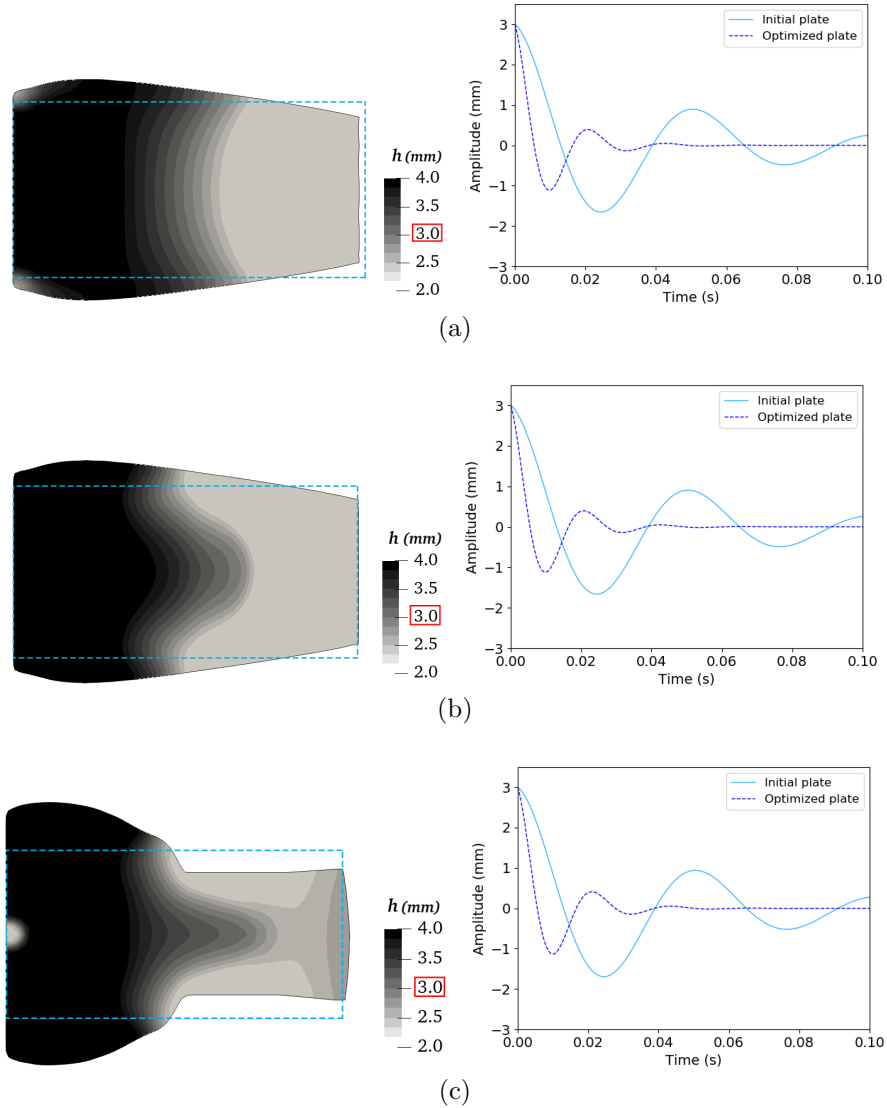 Initial plate
Optimized plate
3
2
1
0
−1
−2
−3
Amplitude (mm)
0.00 0.02 0.04 0.06 0.08 0.10
Time (s)
h (mm)
4.0
3.5
3.0
2.5
2.0
(a)
Initial plate
Optimized plate
3
2
1
0
−1
−2
−3
Amplitude (mm)
0.00 0.02 0.04 0.06 0.08 0.10
Time (s)
h (mm)
4.0
3.5
3.0
2.5
2.0
(b)
Initial plate
Optimized plate
3
2
1
0
−1
−2
−3
Amplitude (mm)
0.00 0.02 0.04 0.06 0.08 0.10
Time (s)
h (mm)
4.0
3.5
3.0
2.5
2.0
(c)